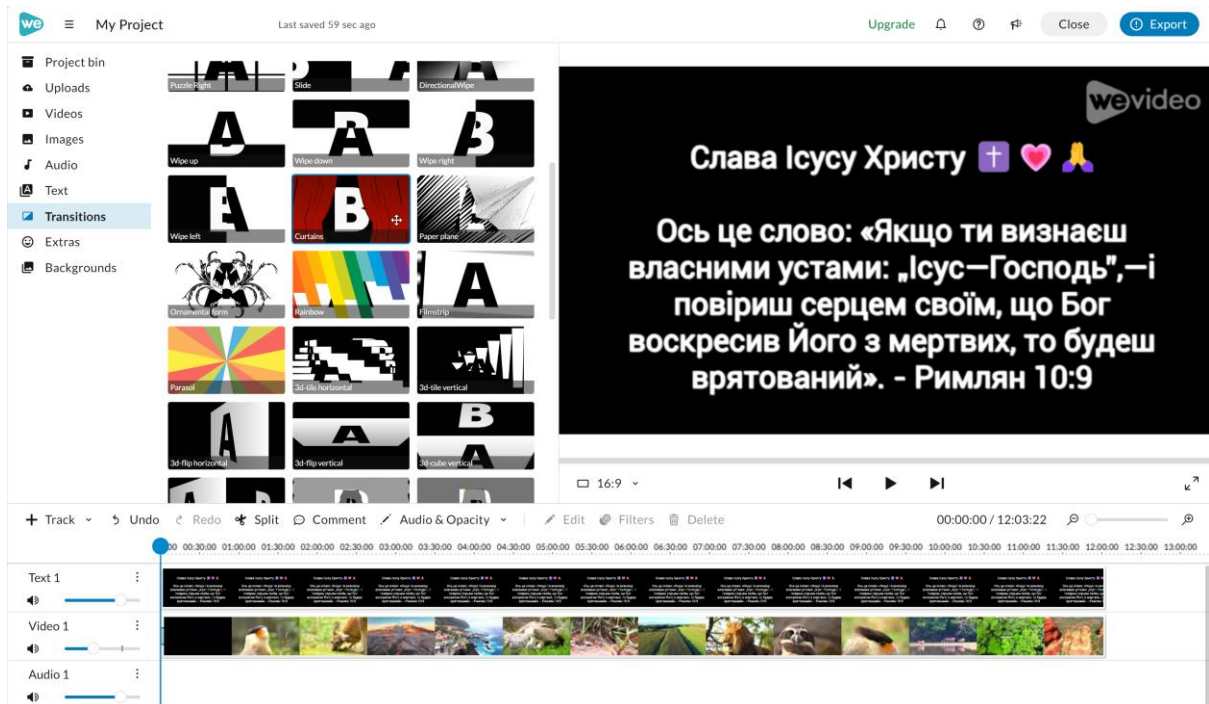 we
My Project
Last saved 59 sec ago
Upgrade
Close
Export
Project bin
Uploads
Videos
Images
Audio
Text
Transitions
Extras
Backgrounds
Puzzle Right
Slide
DirectionalWipe
Wipe up
Wipe down
Wipe right
Wipe left
Curtains
Paper plane
Ornamental form
Rainbow
Filmstrip
Parasol
3d-tile horizontal
3d-tile vertical
3d-flip horizontal
3d-flip vertical
3d-cube vertical
wevideo
Слава Ісусу Христу ✝️ 💗 🙏
Ось це слово: «Якщо ти визнаєш
власними устами: „Ісус—Господь",—і
повіриш серцем своїм, що Бог
воскресив Його з мертвих, то будеш
врятований». - Римлян 10:9
16:9
+ Track
Undo
Redo
Split
Comment
Audio & Opacity
Edit
Filters
Delete
00:00:00 / 12:03:22
00:30:00 01:00:00 01:30:00 02:00:00 02:30:00 03:00:00 03:30:00 04:00:00 04:30:00 05:00:00 05:30:00 06:00:00 06:30:00 07:00:00 07:30:00 08:00:00 08:30:00 09:00:00 09:30:00 10:00:00 10:30:00 11:00:00 11:30:00 12:00:00 12:30:00 13:00:00
Text 1
Video 1
Audio 1